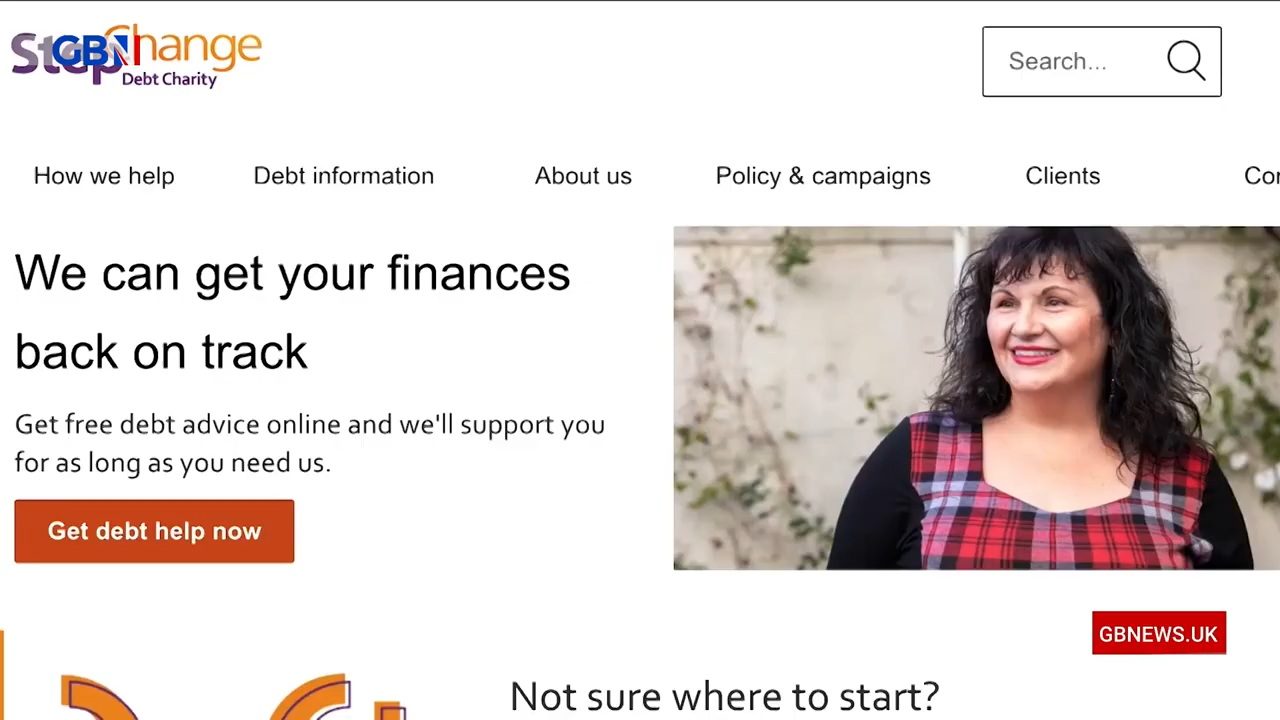 StepChange
GBN
Debt Charity
Search...
How we help
Debt information
About us
Policy & campaigns
Clients
We can get your finances
back on track
Get free debt advice online and we'll support you
for as long as you need us.
Get debt help now
GBNEWS.UK
Not sure where to start?